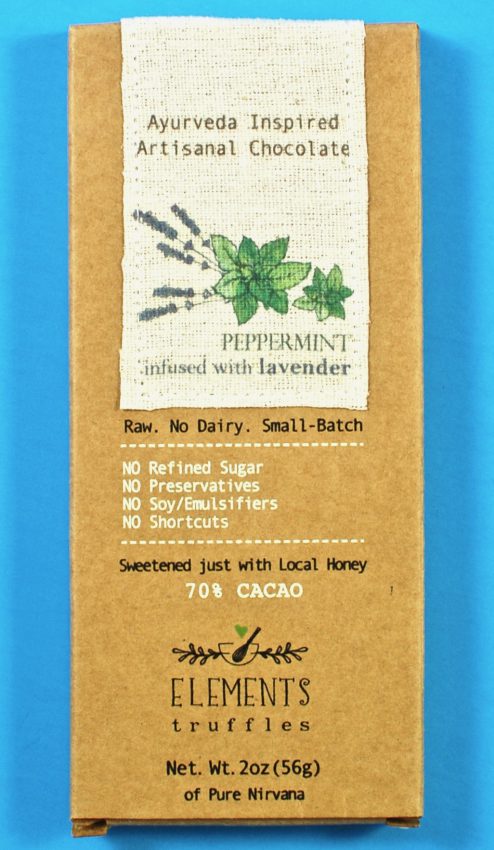 Ayurveda Inspired
Artisanal Chocolate
PEPPERMINT
infused with lavender
Raw. No Dairy. Small-Batch
NO Refined Sugar
NO Preservatives
NO Soy/Emulsifiers
NO Shortcuts
Sweetened just with Local Honey
70% CACAO
ELEMENTS
truffles
Net. Wt. 2oz(56g)
of Pure Nirvana